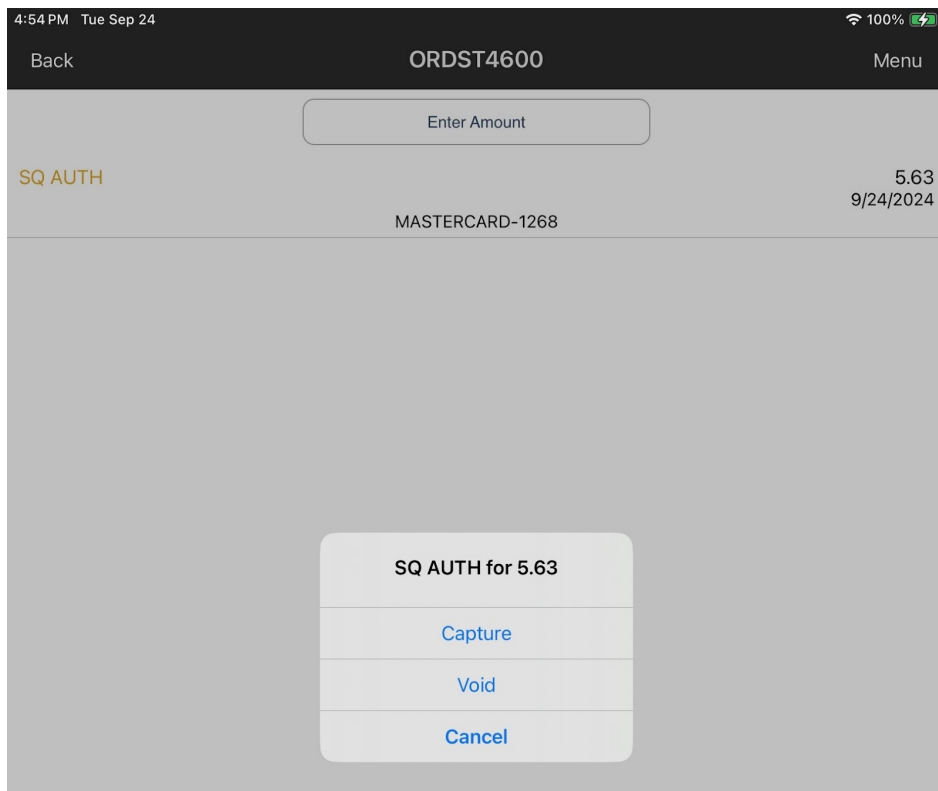 4:54 PM Tue Sep 24 100%
Back ORDST4600 Menu
Enter Amount
SQ AUTH 5.63
9/24/2024
MASTERCARD-1268
SQ AUTH for 5.63
Capture
Void
Cancel